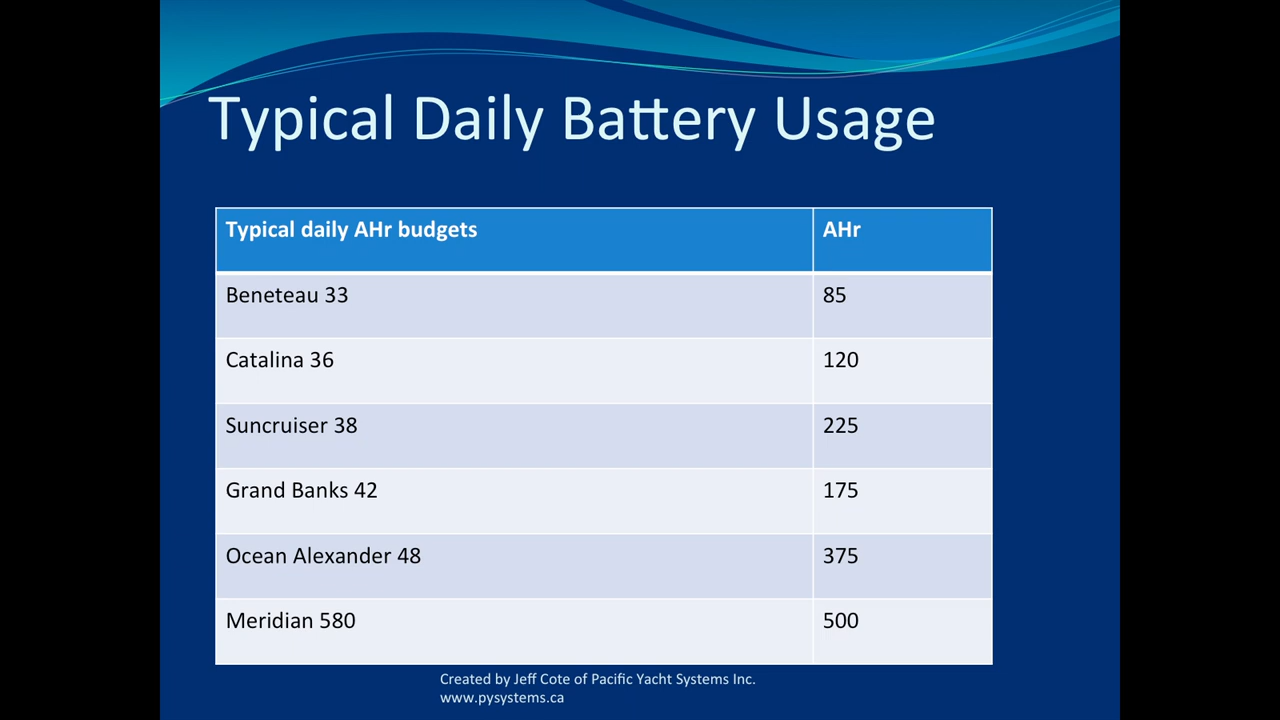 Typical Daily Battery Usage
Typical daily AHr budgets AHr
Beneteau 33 85
Catalina 36 120
Suncruiser 38 225
Grand Banks 42 175
Ocean Alexander 48 375
Meridian 580 500
Created by Jeff Cote of Pacific Yacht Systems Inc.
www.pysystems.ca